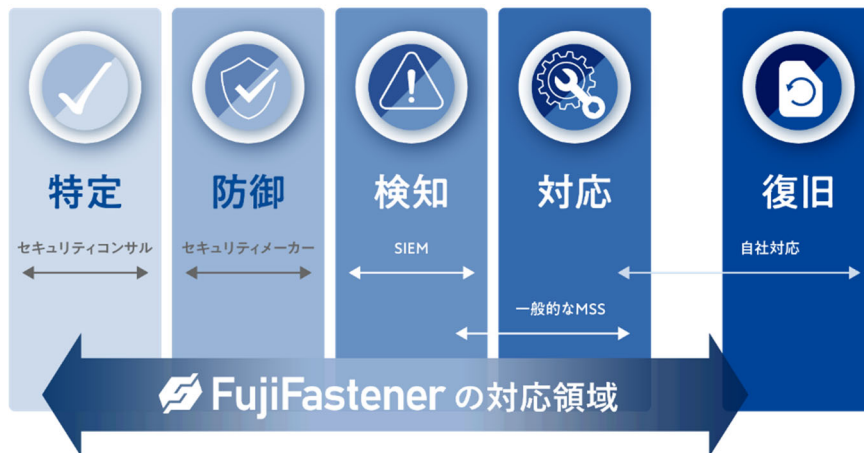 特定
防御
検知
対応
復旧
セキュリティコンサル
セキュリティメーカー
SIEM
自社対応
一般的なMSS
FujiFastenerの対応領域